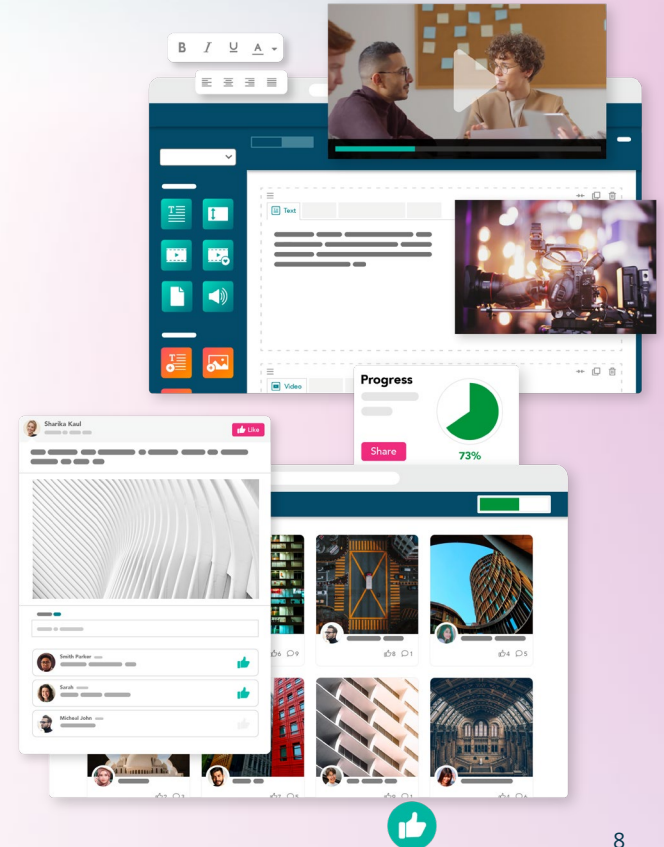 B I U A
Text
Video
Progress
Share
73%
Sharika Kaul
Like
Smith Parker
Sarah
Micheul John
6 9
8 1
4 5
8